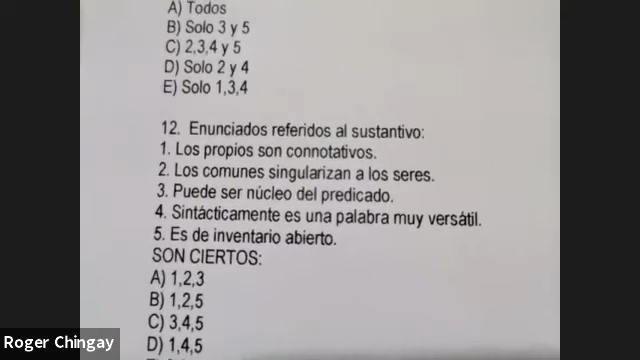 A) Todos
B) Solo 3 y 5
C) 2,3,4 y 5
D) Solo 2 y 4
E) Solo 1,3,4
12. Enunciados referidos al sustantivo:
1. Los propios son connotativos.
2. Los comunes singularizan a los seres.
3. Puede ser núcleo del predicado.
4. Sintácticamente es una palabra muy versátil.
5. Es de inventario abierto.
SON CIERTOS:
A) 1,2,3
B) 1,2,5
C) 3,4,5
D) 1,4,5
Roger Chingay